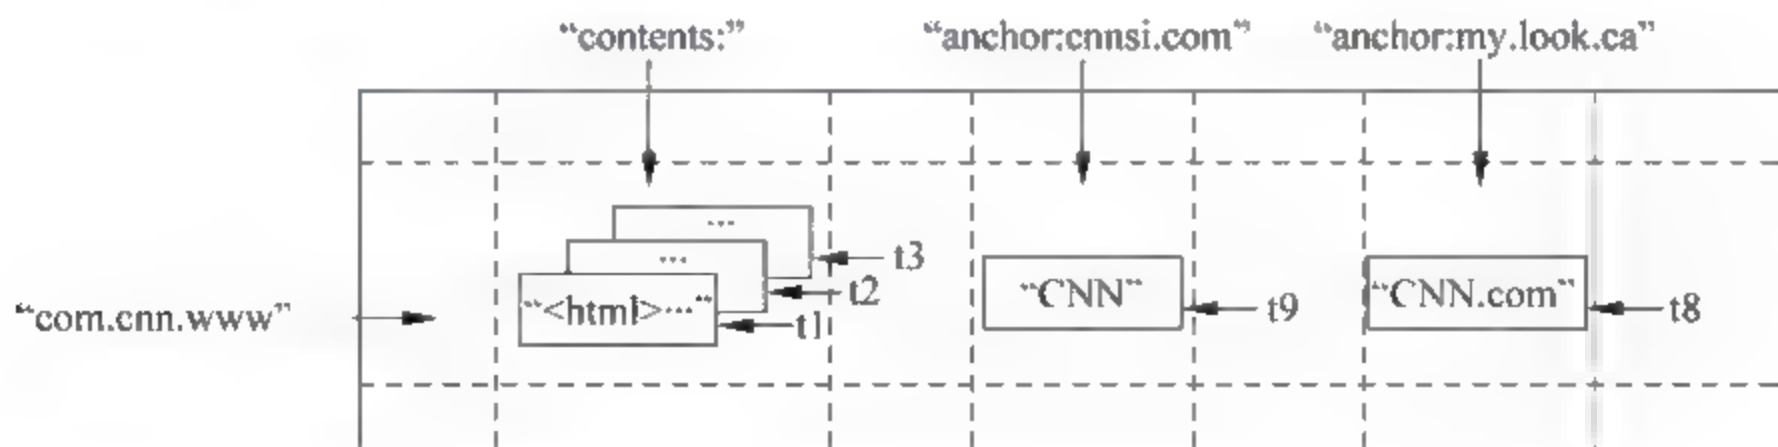 “contents:” “anchor:cnnsi.com” “anchor:my.look.ca”
...
... t3
“<html>...” t2
t1
“CNN” t9
“CNN.com” t8
“com.cnn.www”